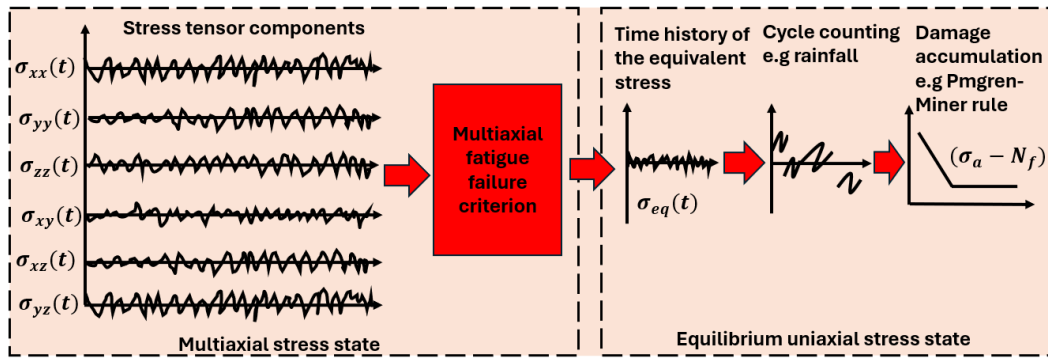 Stress tensor components
σxx(t)
σyy(t)
σzz(t)
σxy(t)
σxz(t)
σyz(t)
Multiaxial stress state
Multiaxial
fatigue
failure
criterion
Time history of
the equivalent
stress
σeq(t)
Cycle counting
e.g rainfall
Damage
accumulation
e.g Pmgren-
Miner rule
(σa − Nf)
Equilibrium uniaxial stress state